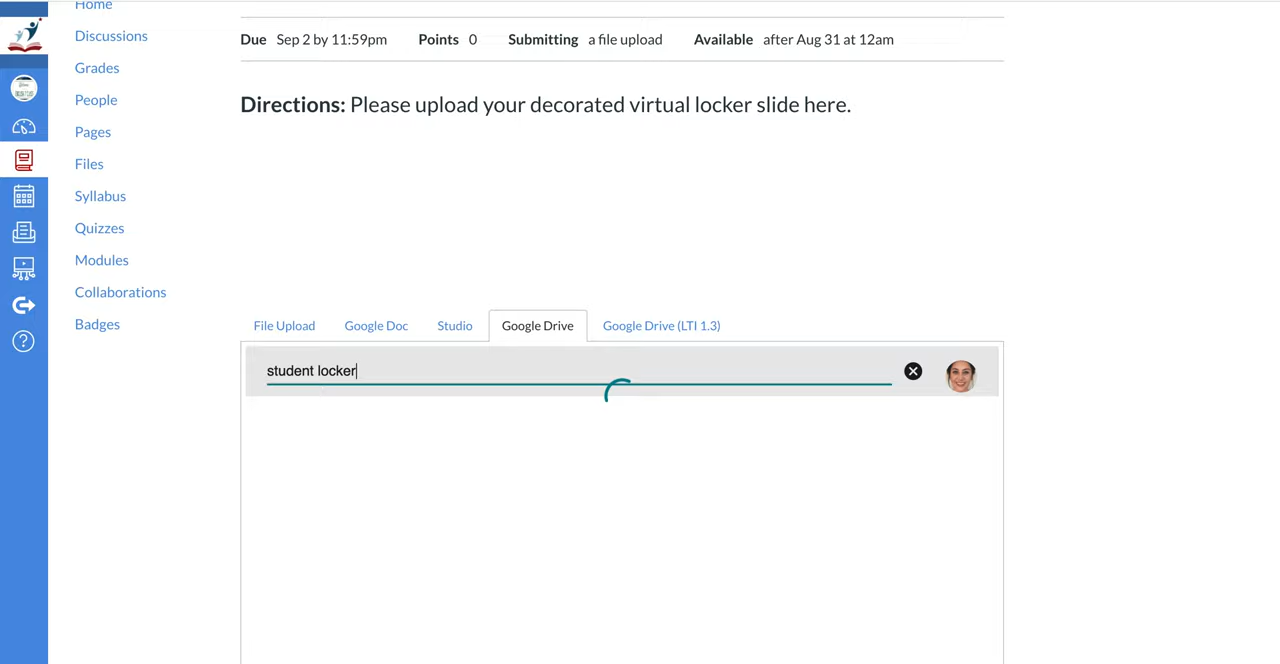 Home
Discussions
Grades
People
Pages
Files
Syllabus
Quizzes
Modules
Collaborations
Badges
Due Sep 2 by 11:59pm Points 0 Submitting a file upload Available after Aug 31 at 12am
Directions: Please upload your decorated virtual locker slide here.
File Upload Google Doc Studio Google Drive Google Drive (LTI 1.3)
student locker